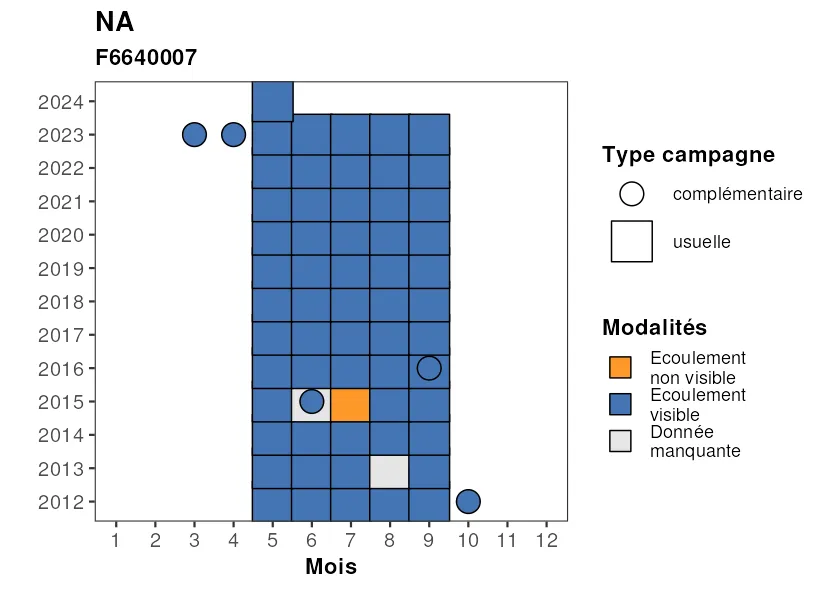 NA
F6640007
2024
2023
2022
2021
2020
2019
2018
2017
2016
2015
2014
2013
2012
1 2 3 4 5 6 7 8 9 10 11 12
Mois
Type campagne
complémentaire
usuelle
Modalités
Ecoulement
non visible
Ecoulement
visible
Donnée
manquante